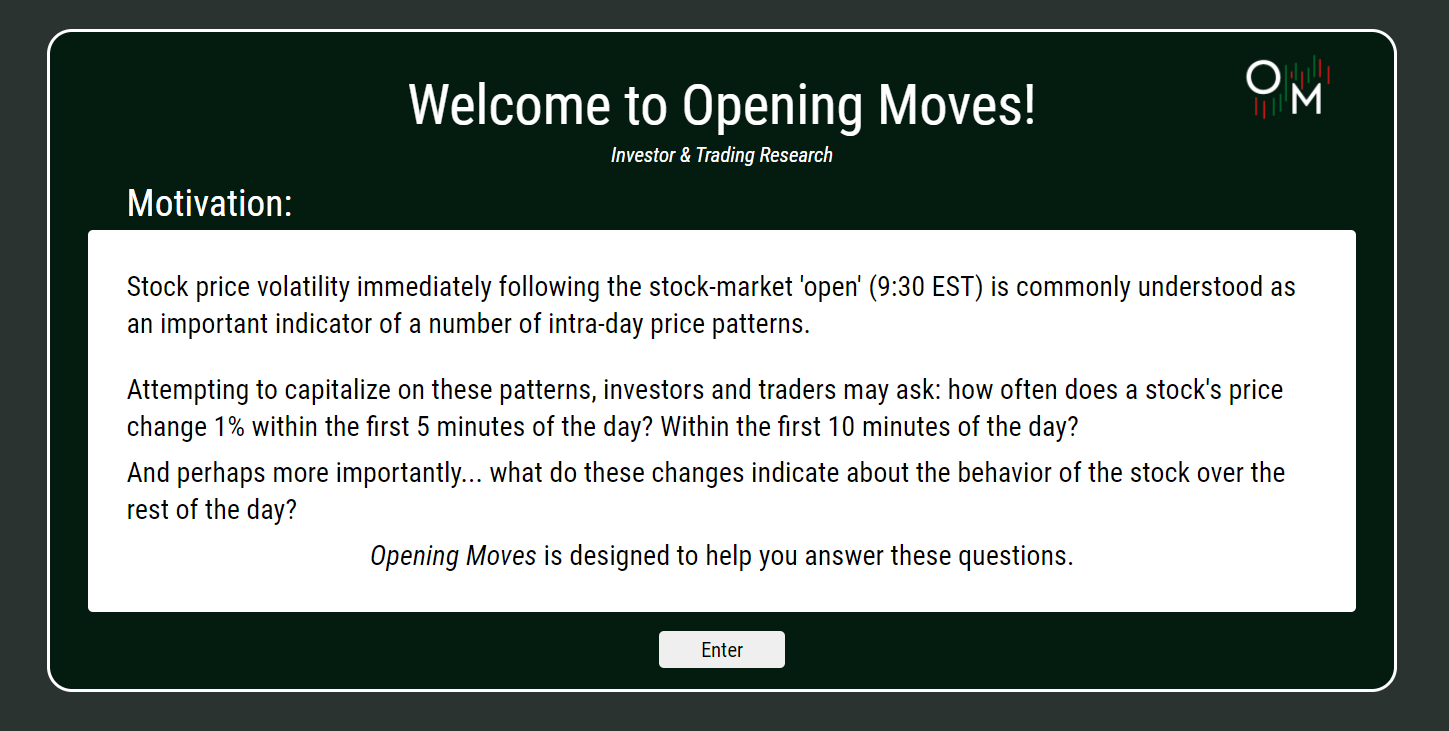 OM
Welcome to Opening Moves!
Investor & Trading Research
Motivation:
Stock price volatility immediately following the stock-market 'open' (9:30 EST) is commonly understood as
an important indicator of a number of intra-day price patterns.
Attempting to capitalize on these patterns, investors and traders may ask: how often does a stock's price
change 1% within the first 5 minutes of the day? Within the first 10 minutes of the day?
And perhaps more importantly... what do these changes indicate about the behavior of the stock over the
rest of the day?
Opening Moves is designed to help you answer these questions.
Enter